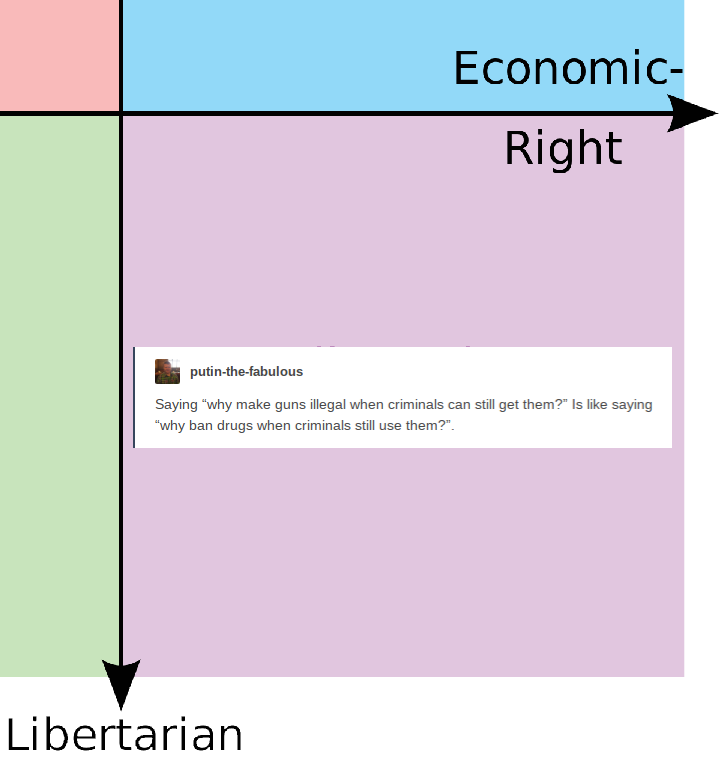 Economic-
Right
putin-the-fabulous
Saying “why make guns illegal when criminals can still get them?” Is like saying
“why ban drugs when criminals still use them?”.
Libertarian